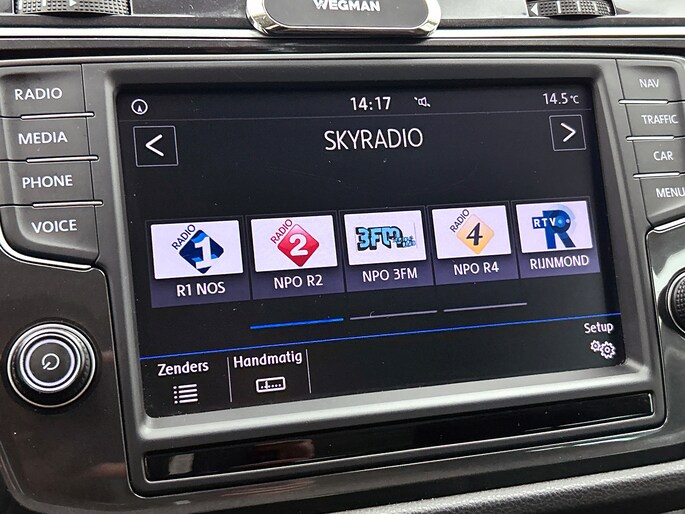 WEGMAN
RADIO
MEDIA
PHONE
VOICE
14:17
14.5°C
SKYRADIO
RADIO 1
RADIO 2
3FM
RADIO 4
RTV R
R1 NOS
NPO R2
NPO 3FM
NPO R4
RIJNMOND
Zenders
Handmatig
Setup
NAV
TRAFFIC
CAR
MENU